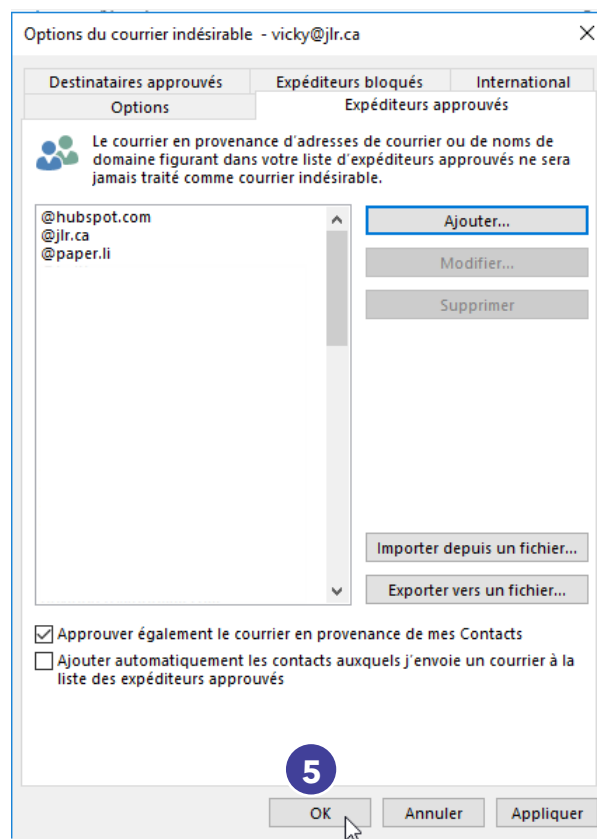 Options du courrier indésirable - vicky@jlr.ca
Destinataires approuvés
Expéditeurs bloqués
International
Options
Expéditeurs approuvés
Le courrier en provenance d'adresses de courrier ou de noms de
domaine figurant dans votre liste d'expéditeurs approuvés ne sera
jamais traité comme courrier indésirable.
@hubspot.com
@jlr.ca
@paper.li
Ajouter...
Modifier...
Supprimer
Importer depuis un fichier...
Exporter vers un fichier...
Approuver également le courrier en provenance de mes Contacts
Ajouter automatiquement les contacts auxquels j'envoie un courrier à la
liste des expéditeurs approuvés
5
OK
Annuler
Appliquer